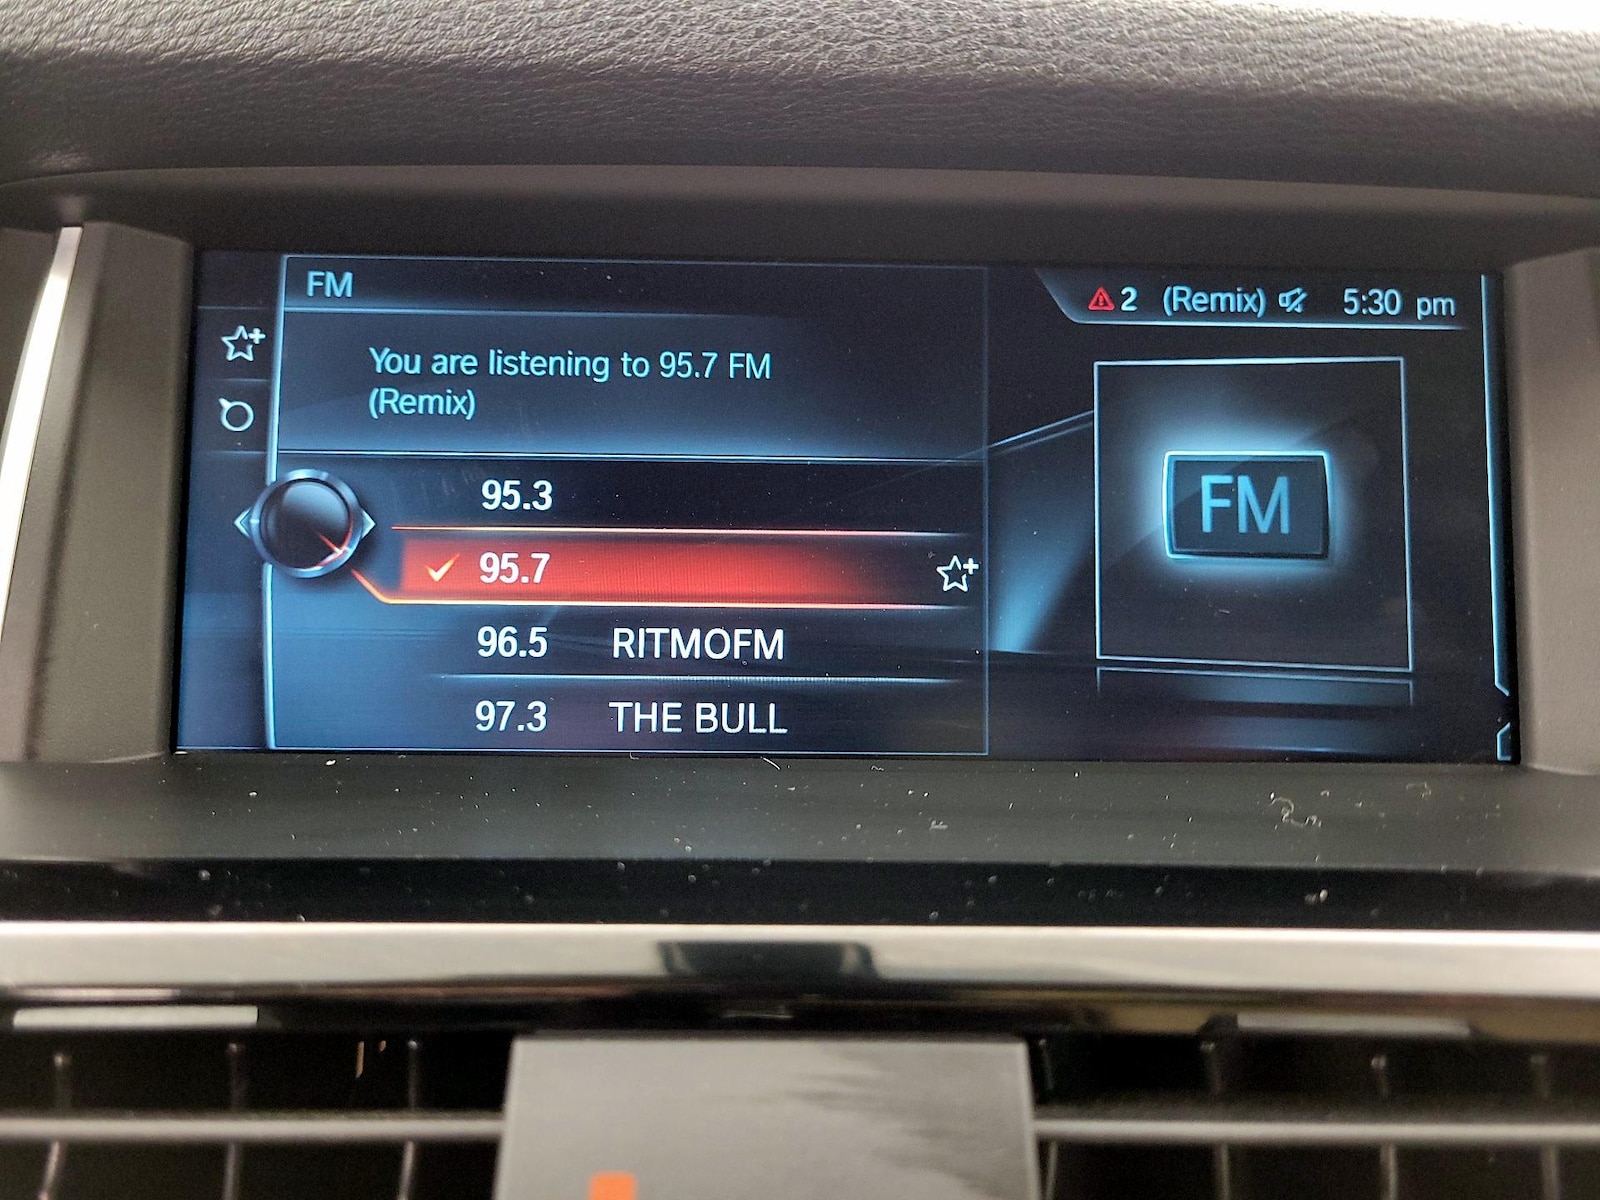 FM
2 (Remix) 5:30 pm
You are listening to 95.7 FM
(Remix)
95.3
95.7
96.5 RITMOFM
97.3 THE BULL
FM